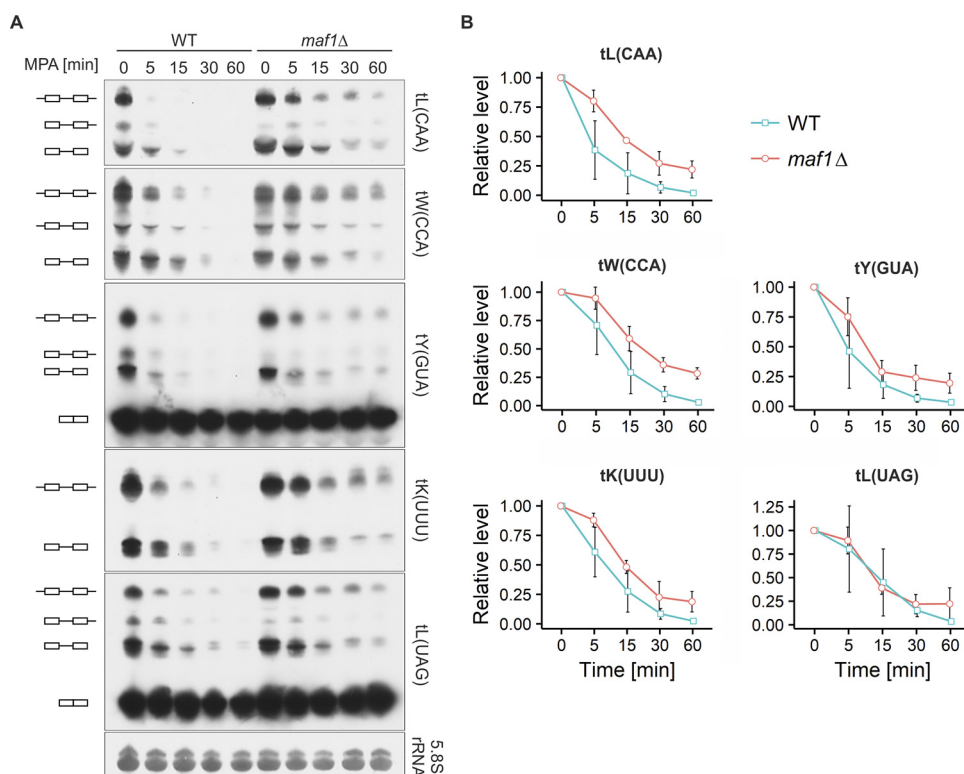 A
WT
maf1Δ
MPA [min]
0 5 15 30 60
0 5 15 30 60
tL(CAA)
tW(CCA)
tY(GUA)
tK(UUU)
tL(UAG)
5.8S
rRNA
B
tL(CAA)
Relative level
1.00
0.75
0.50
0.25
0.00
0 5 15 30 60
WT
maf1Δ
tW(CCA)
Relative level
1.00
0.75
0.50
0.25
0.00
0 5 15 30 60
tY(GUA)
1.00
0.75
0.50
0.25
0.00
0 5 15 30 60
tK(UUU)
Relative level
1.00
0.75
0.50
0.25
0.00
0 5 15 30 60
Time [min]
tL(UAG)
1.25
1.00
0.75
0.50
0.25
0.00
0 5 15 30 60
Time [min]